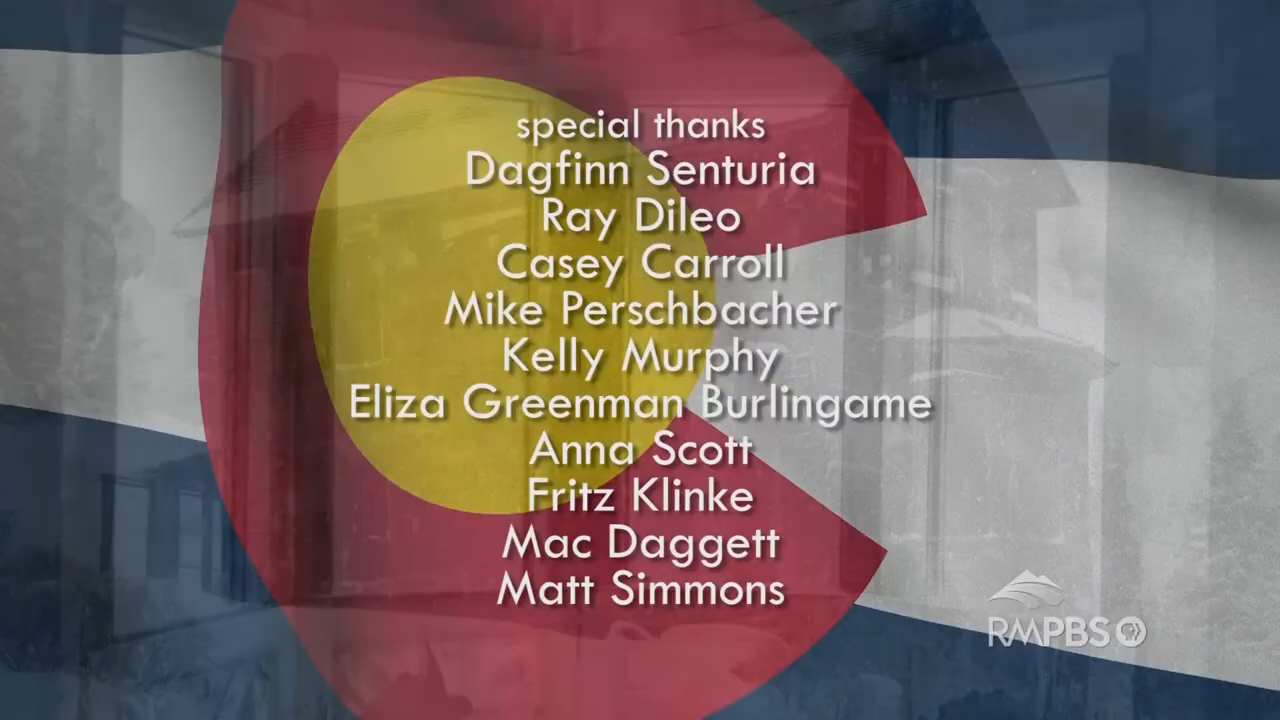 special thanks
Dagfinn Senturia
Ray Dileo
Casey Carroll
Mike Perschbacher
Kelly Murphy
Eliza Greenman Burlingame
Anna Scott
Fritz Klinke
Mac Daggett
Matt Simmons
RMPBS